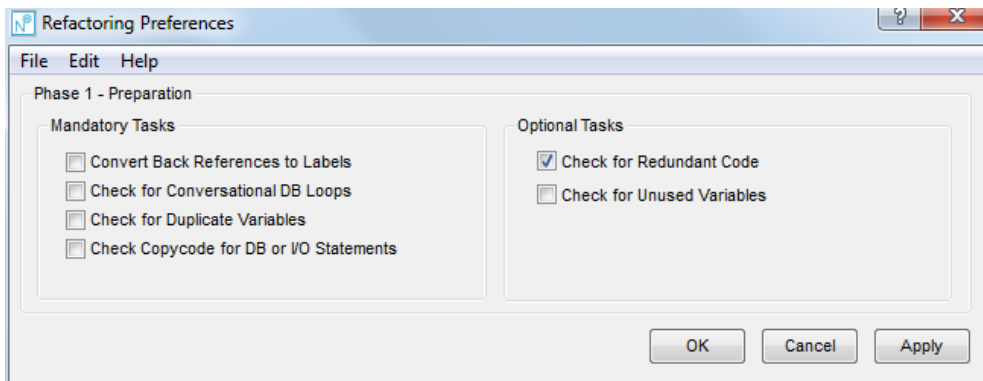 Refactoring Preferences
File Edit Help
Phase 1 - Preparation
Mandatory Tasks
Convert Back References to Labels
Check for Conversational DB Loops
Check for Duplicate Variables
Check Copycode for DB or I/O Statements
Optional Tasks
Check for Redundant Code
Check for Unused Variables
OK Cancel Apply